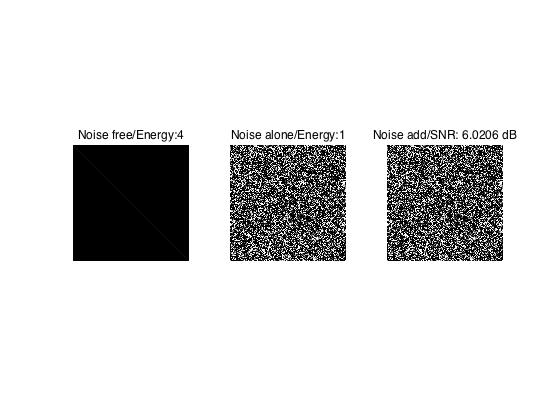 Noise free/Energy:4
Noise alone/Energy:1
Noise add/SNR: 6.0206 dB